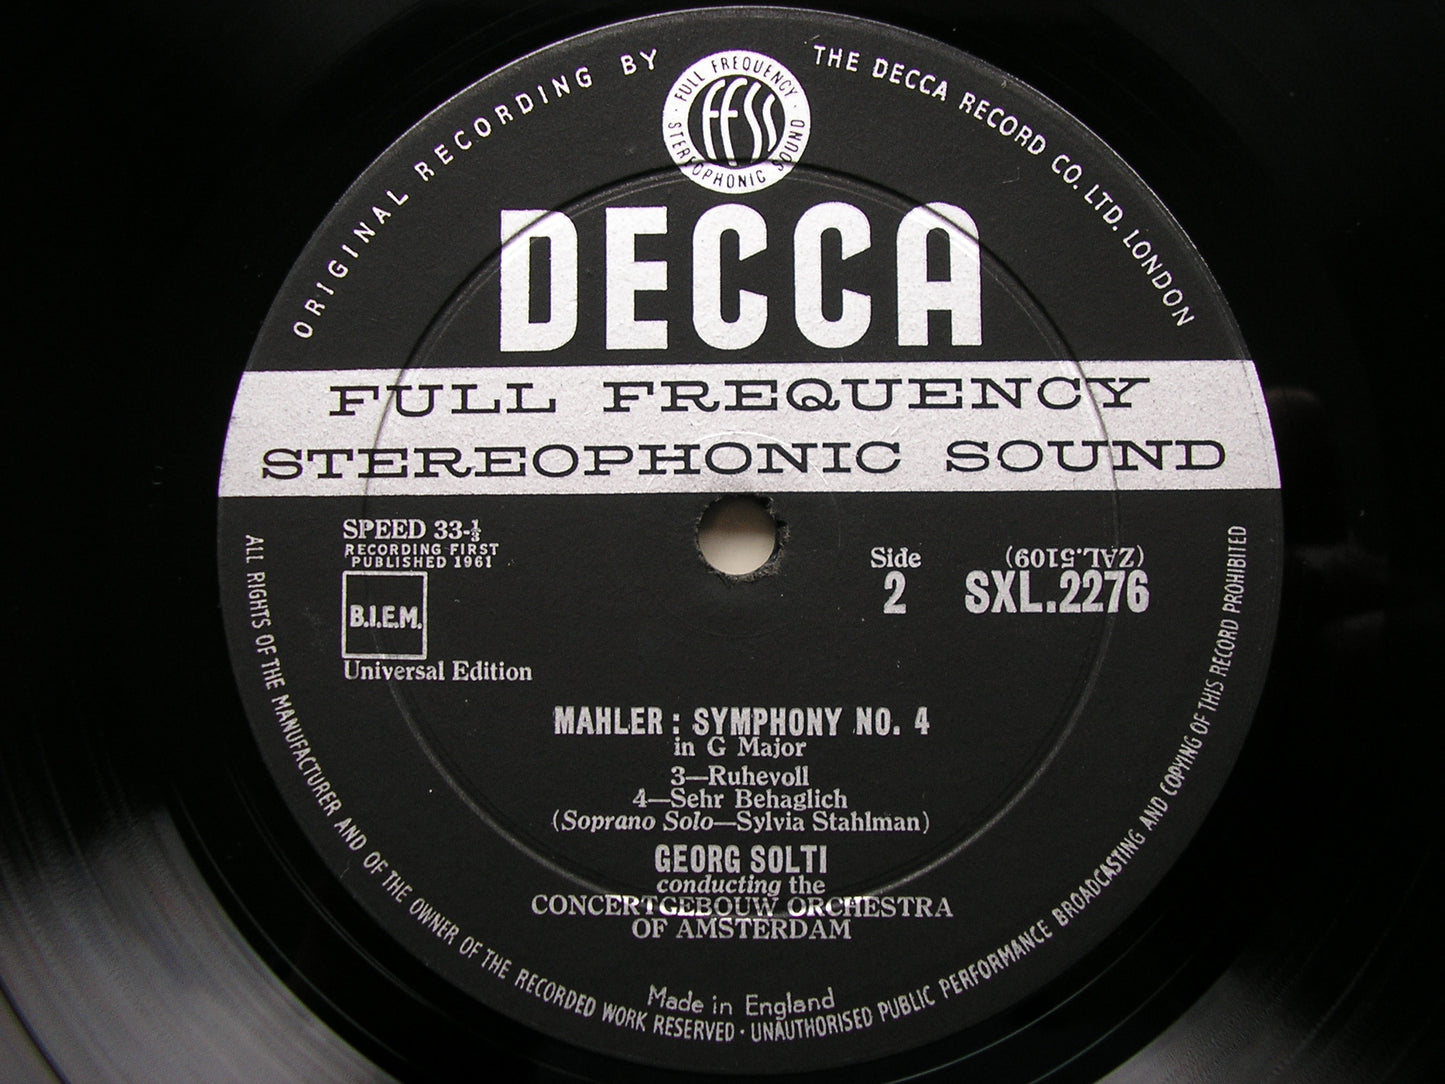 ORIGINAL RECORDING BY
THE DECCA RECORD CO. LTD. LONDON
FULL FREQUENCY
STEREOPHONIC SOUND
FFSS
DECCA
FULL FREQUENCY
STEREOPHONIC SOUND
SPEED 33-⅓
RECORDING FIRST
PUBLISHED 1961
B.I.E.M.
Universal Edition
Side
2
(ZAL.5109)
SXL.2276
MAHLER : SYMPHONY NO. 4
in G Major
3—Ruhevoll
4—Sehr Behaglich
(Soprano Solo—Sylvia Stahlman)
GEORG SOLTI
conducting the
CONCERTGEBOUW ORCHESTRA
OF AMSTERDAM
Made in England
ALL RIGHTS OF THE MANUFACTURER AND OF THE OWNER OF THE RECORDED WORK RESERVED · UNAUTHORISED PUBLIC PERFORMANCE BROADCASTING AND COPYING OF THIS RECORD PROHIBITED